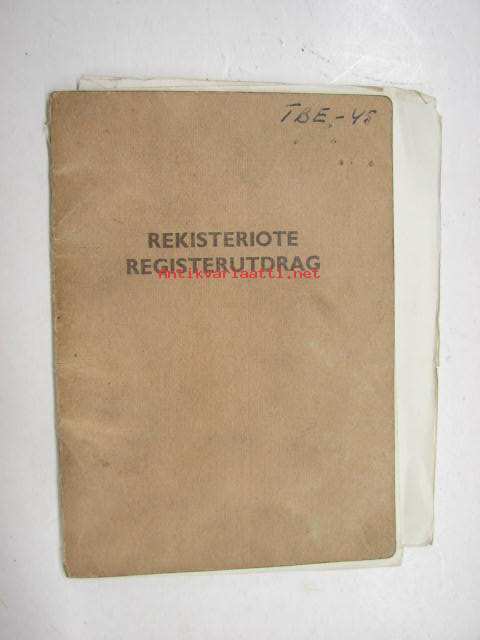 TBE-45
REKISTERIOTE
REGISTERUTDRAG
Antikvariaatti.net